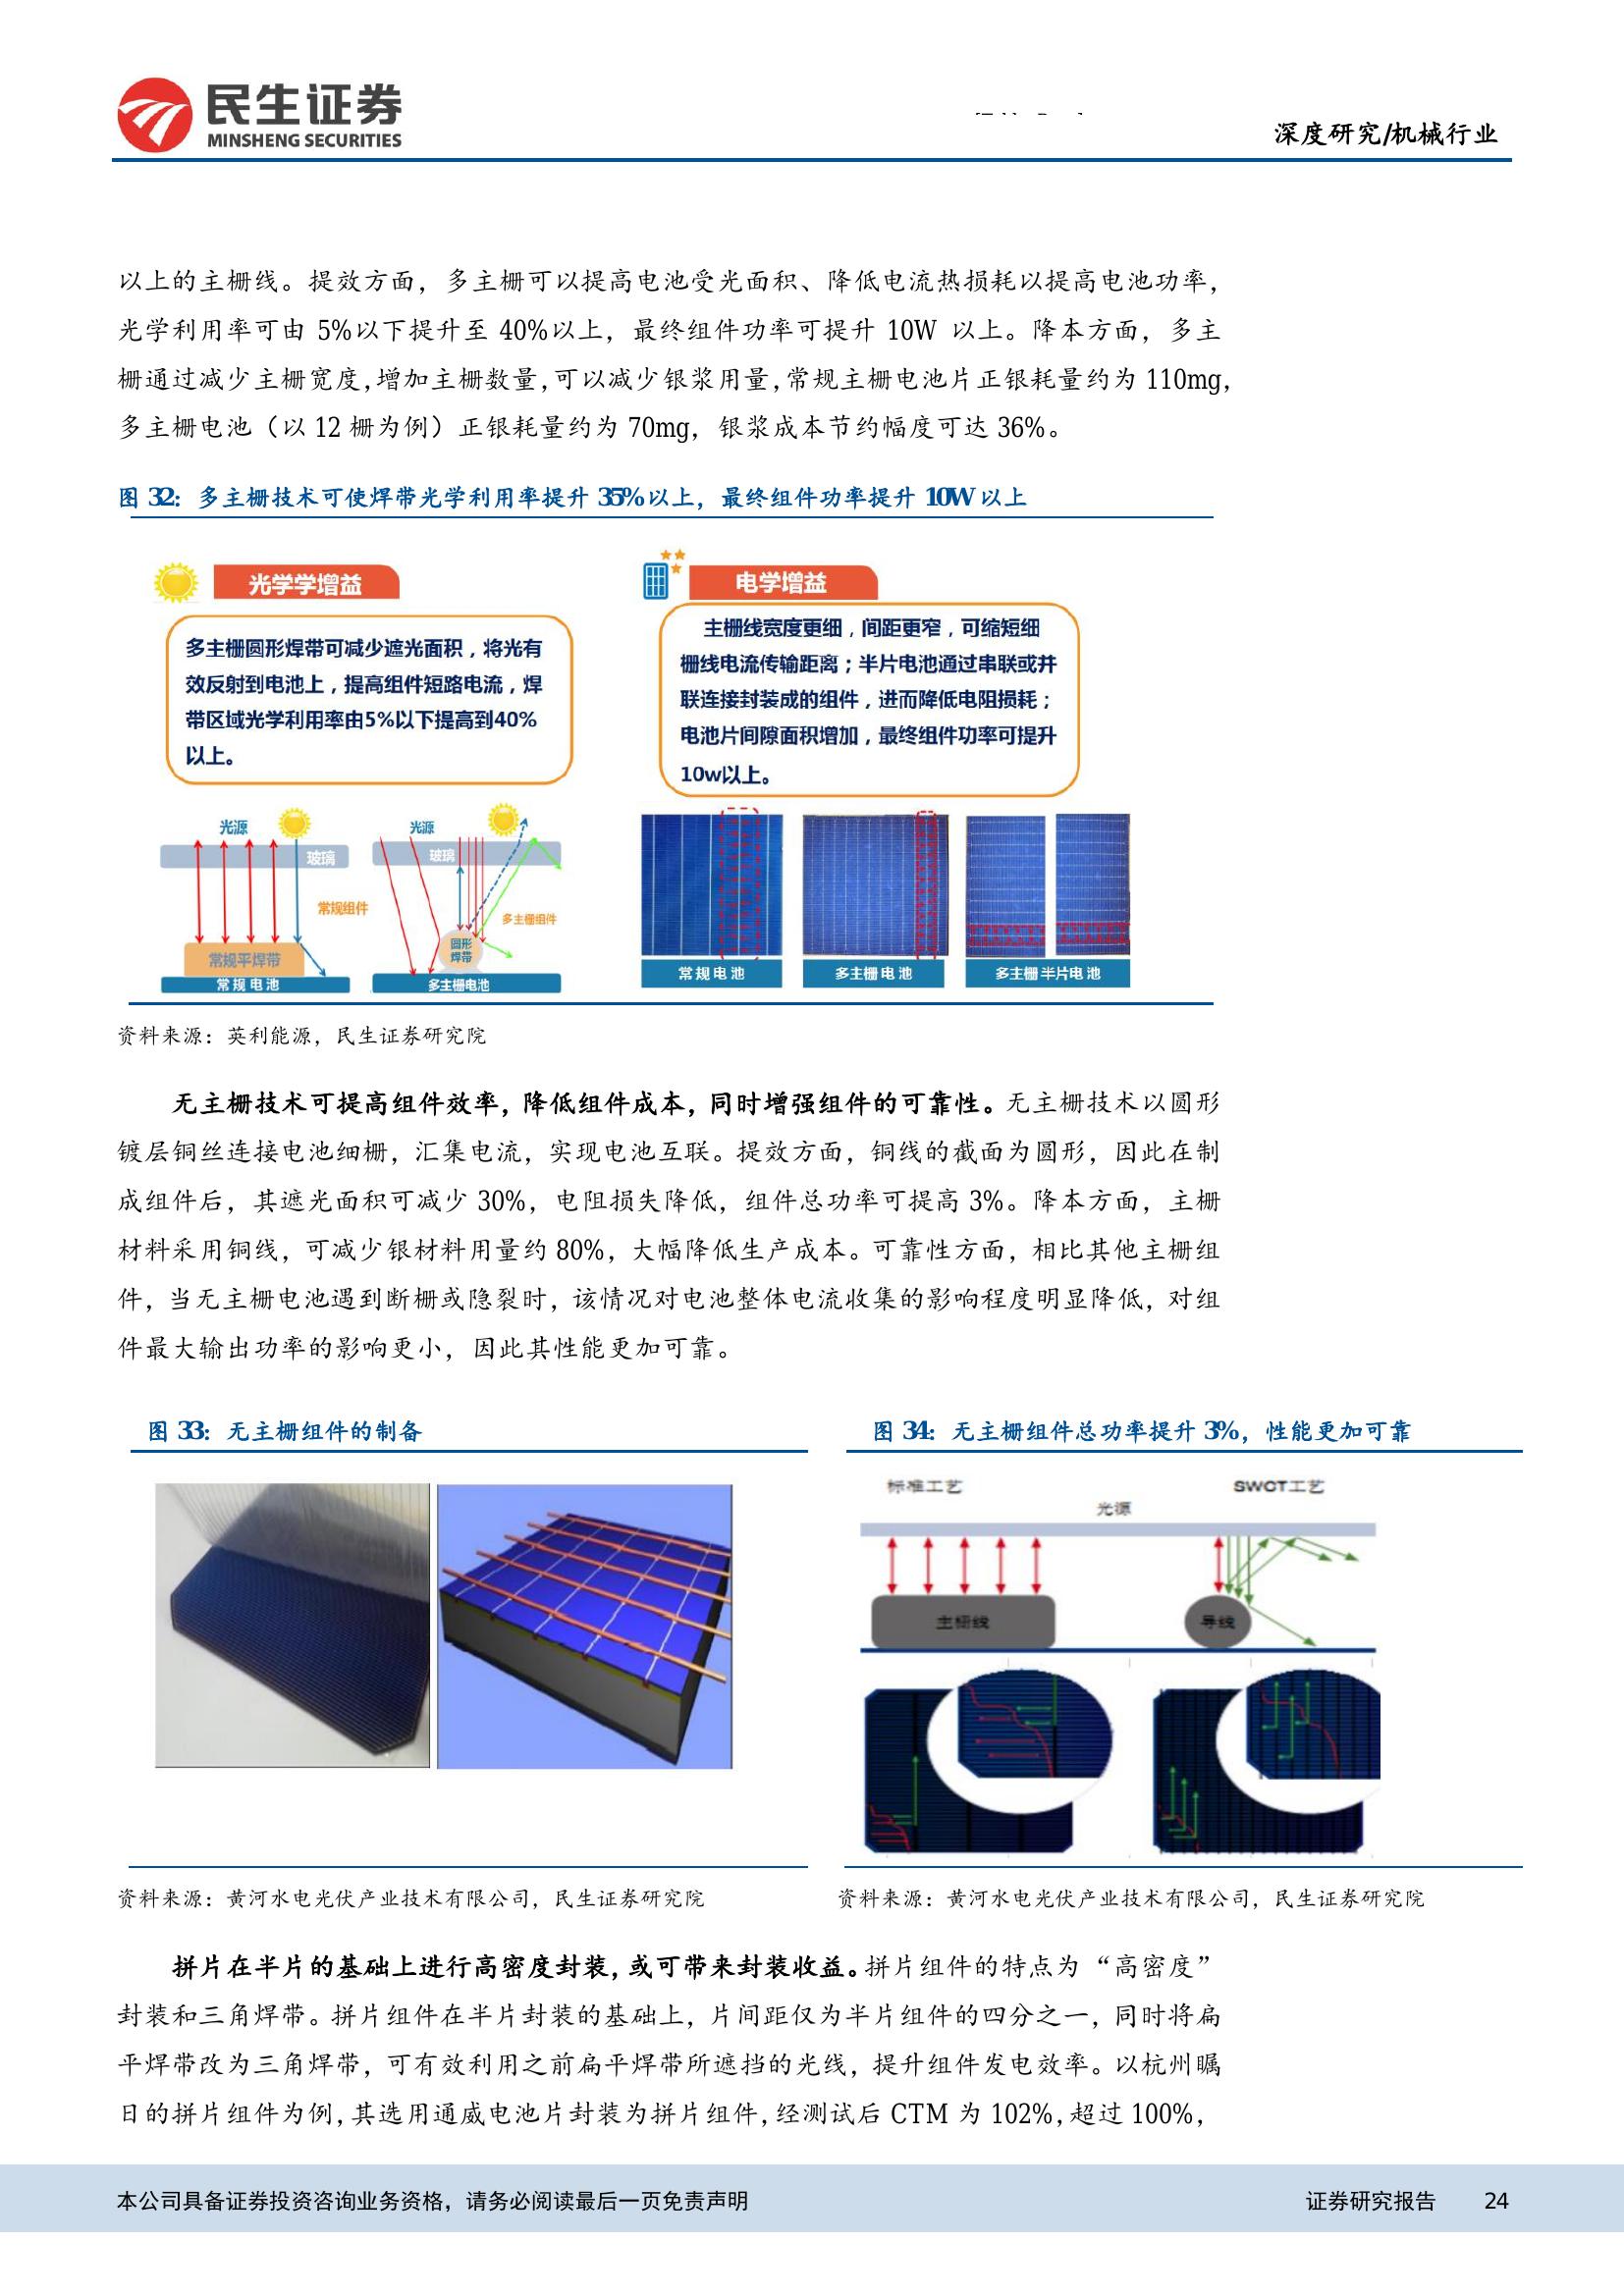 民生证券
MINSHENG SECURITIES
深度研究/机械行业
以上的主栅线。提效方面，多主栅可以提高电池受光面积、降低电流热损耗以提高电池功率，
光学利用率可由 5%以下提升至 40%以上，最终组件功率可提升 10W 以上。降本方面，多主
栅通过减少主栅宽度，增加主栅数量，可以减少银浆用量，常规主栅电池片正银耗量约为 110mg，
多主栅电池（以 12 栅为例）正银耗量约为 70mg，银浆成本节约幅度可达 36%。
图 32：多主栅技术可使焊带光学利用率提升 35%以上，最终组件功率提升 10W 以上
光学学增益
多主栅圆形焊带可减少遮光面积，将光有
效反射到电池上，提高组件短路电流，焊
带区域光学利用率由5%以下提高到40%
以上。
光源
玻璃
常规组件
常规平焊带
常规电池
光源
玻璃
多主栅组件
圆形
焊带
多主栅电池
电学增益
主栅线宽度更细，间距更窄，可缩短细
栅线电流传输距离；半片电池通过串联或并
联连接封装成的组件，进而降低电阻损耗；
电池片间隙面积增加，最终组件功率可提升
10w以上。
常规电池
多主栅电池
多主栅半片电池
资料来源：英利能源，民生证券研究院
无主栅技术可提高组件效率，降低组件成本，同时增强组件的可靠性。无主栅技术以圆形
镀层铜丝连接电池细栅，汇集电流，实现电池互联。提效方面，铜线的截面为圆形，因此在制
成组件后，其遮光面积可减少 30%，电阻损失降低，组件总功率可提高 3%。降本方面，主栅
材料采用铜线，可减少银材料用量约 80%，大幅降低生产成本。可靠性方面，相比其他主栅组
件，当无主栅电池遇到断栅或隐裂时，该情况对电池整体电流收集的影响程度明显降低，对组
件最大输出功率的影响更小，因此其性能更加可靠。
图 33：无主栅组件的制备
图 34：无主栅组件总功率提升 3%，性能更加可靠
标准工艺
SWCT工艺
光源
主栅线
导线
资料来源：黄河水电光伏产业技术有限公司，民生证券研究院
资料来源：黄河水电光伏产业技术有限公司，民生证券研究院
拼片在半片的基础上进行高密度封装，或可带来封装收益。拼片组件的特点为“高密度”
封装和三角焊带。拼片组件在半片封装的基础上，片间距仅为半片组件的四分之一，同时将扁
平焊带改为三角焊带，可有效利用之前扁平焊带所遮挡的光线，提升组件发电效率。以杭州瞩
日的拼片组件为例，其选用通威电池片封装为拼片组件，经测试后 CTM 为 102%，超过 100%，
本公司具备证券投资咨询业务资格，请务必阅读最后一页免责声明
证券研究报告 24